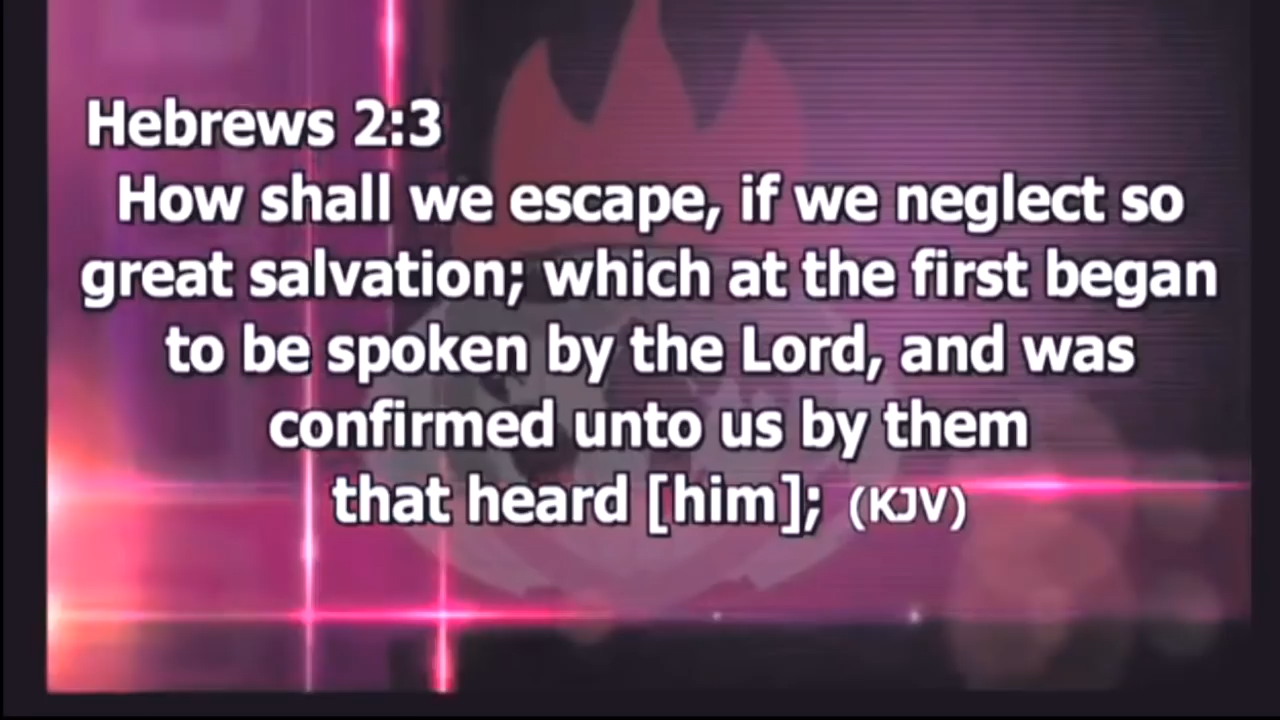 Hebrews 2:3
How shall we escape, if we neglect so
great salvation; which at the first began
to be spoken by the Lord, and was
confirmed unto us by them
that heard [him]; (KJV)